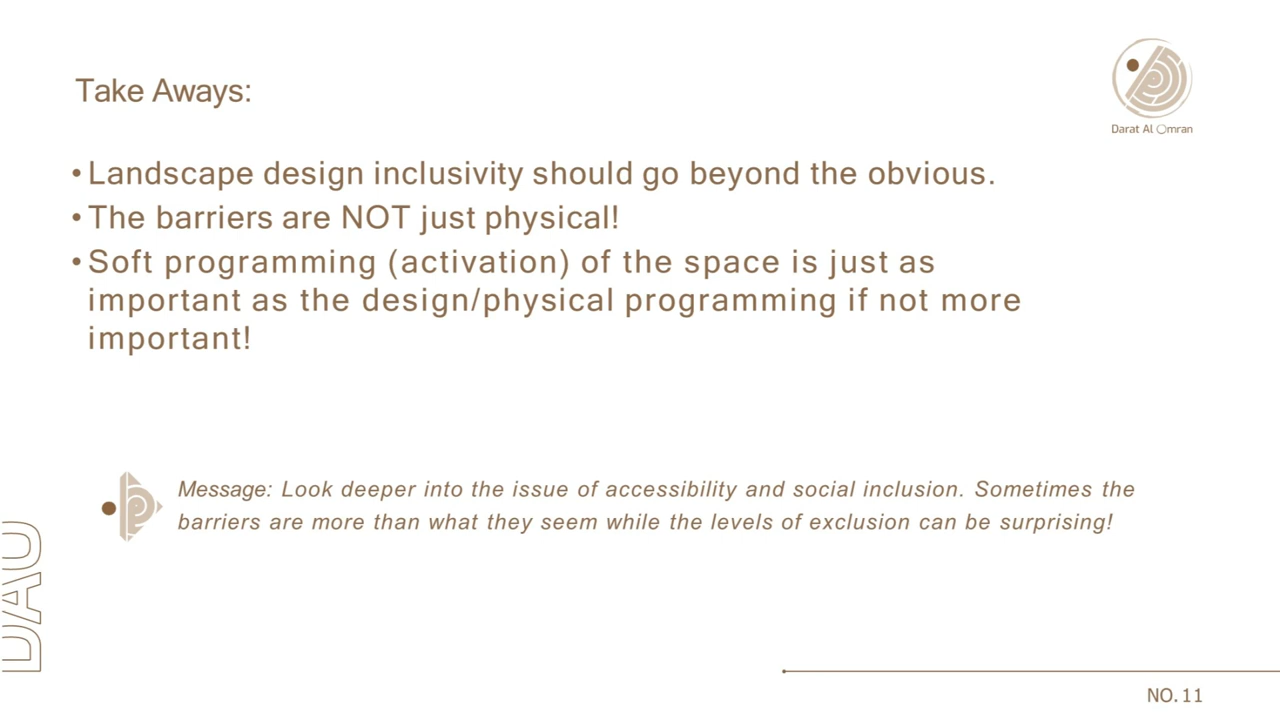 Take Aways:
Darat Al Omran
• Landscape design inclusivity should go beyond the obvious.
• The barriers are NOT just physical!
• Soft programming (activation) of the space is just as
important as the design/physical programming if not more
important!
Message: Look deeper into the issue of accessibility and social inclusion. Sometimes the
barriers are more than what they seem while the levels of exclusion can be surprising!
DAU
NO. 11